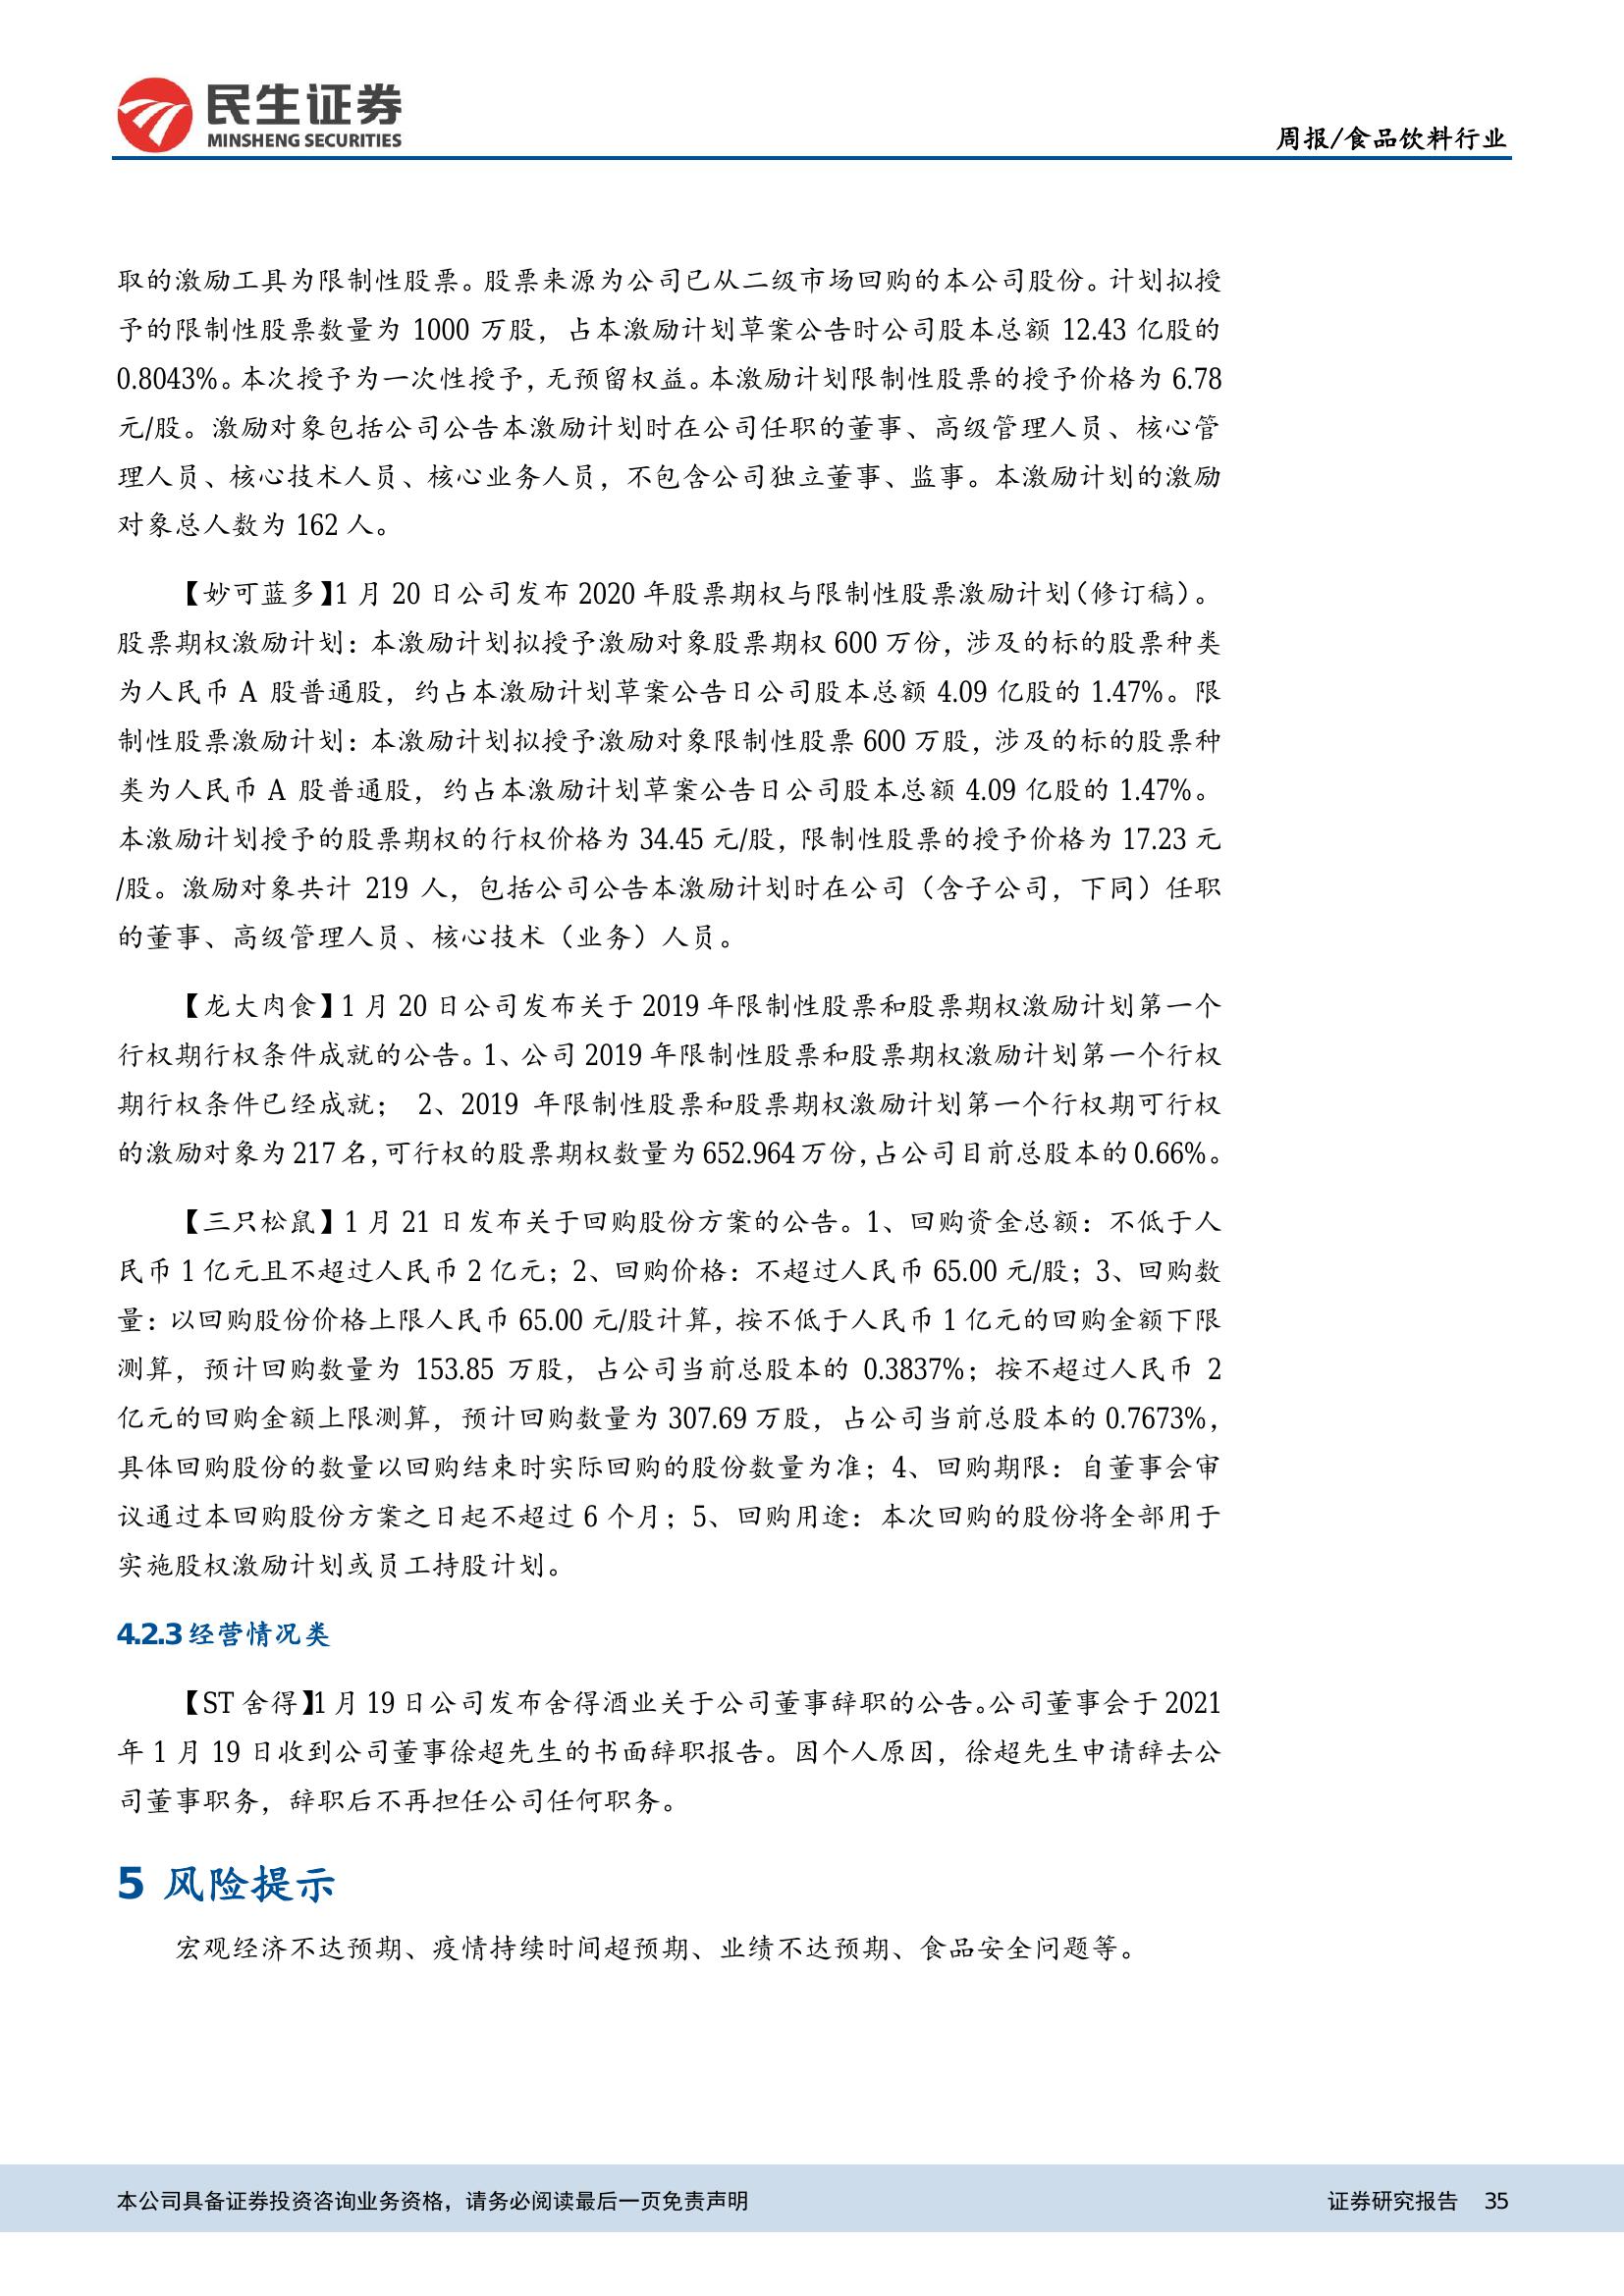 民生证券
MINSHENG SECURITIES
周报/食品饮料行业
取的激励工具为限制性股票。股票来源为公司已从二级市场回购的本公司股份。计划拟授
予的限制性股票数量为 1000 万股，占本激励计划草案公告时公司股本总额 12.43 亿股的
0.8043%。本次授予为一次性授予，无预留权益。本激励计划限制性股票的授予价格为 6.78
元/股。激励对象包括公司公告本激励计划时在公司任职的董事、高级管理人员、核心管
理人员、核心技术人员、核心业务人员，不包含公司独立董事、监事。本激励计划的激励
对象总人数为 162 人。
【妙可蓝多】1 月 20 日公司发布 2020 年股票期权与限制性股票激励计划（修订稿）。
股票期权激励计划：本激励计划拟授予激励对象股票期权 600 万份，涉及的标的股票种类
为人民币 A 股普通股，约占本激励计划草案公告日公司股本总额 4.09 亿股的 1.47%。限
制性股票激励计划：本激励计划拟授予激励对象限制性股票 600 万股，涉及的标的股票种
类为人民币 A 股普通股，约占本激励计划草案公告日公司股本总额 4.09 亿股的 1.47%。
本激励计划授予的股票期权的行权价格为 34.45 元/股，限制性股票的授予价格为 17.23 元
/股。激励对象共计 219 人，包括公司公告本激励计划时在公司（含子公司，下同）任职
的董事、高级管理人员、核心技术（业务）人员。
【龙大肉食】1 月 20 日公司发布关于 2019 年限制性股票和股票期权激励计划第一个
行权期行权条件成就的公告。1、公司 2019 年限制性股票和股票期权激励计划第一个行权
期行权条件已经成就； 2、2019 年限制性股票和股票期权激励计划第一个行权期可行权
的激励对象为 217 名，可行权的股票期权数量为 652.964 万份，占公司目前总股本的 0.66%。
【三只松鼠】1 月 21 日发布关于回购股份方案的公告。1、回购资金总额：不低于人
民币 1 亿元且不超过人民币 2 亿元；2、回购价格：不超过人民币 65.00 元/股；3、回购数
量：以回购股份价格上限人民币 65.00 元/股计算，按不低于人民币 1 亿元的回购金额下限
测算，预计回购数量为 153.85 万股，占公司当前总股本的 0.3837%；按不超过人民币 2
亿元的回购金额上限测算，预计回购数量为 307.69 万股，占公司当前总股本的 0.7673%，
具体回购股份的数量以回购结束时实际回购的股份数量为准；4、回购期限：自董事会审
议通过本回购股份方案之日起不超过 6 个月；5、回购用途：本次回购的股份将全部用于
实施股权激励计划或员工持股计划。
4.2.3 经营情况类
【ST 舍得】1 月 19 日公司发布舍得酒业关于公司董事辞职的公告。公司董事会于 2021
年 1 月 19 日收到公司董事徐超先生的书面辞职报告。因个人原因，徐超先生申请辞去公
司董事职务，辞职后不再担任公司任何职务。
5 风险提示
宏观经济不达预期、疫情持续时间超预期、业绩不达预期、食品安全问题等。
本公司具备证券投资咨询业务资格，请务必阅读最后一页免责声明
证券研究报告 35